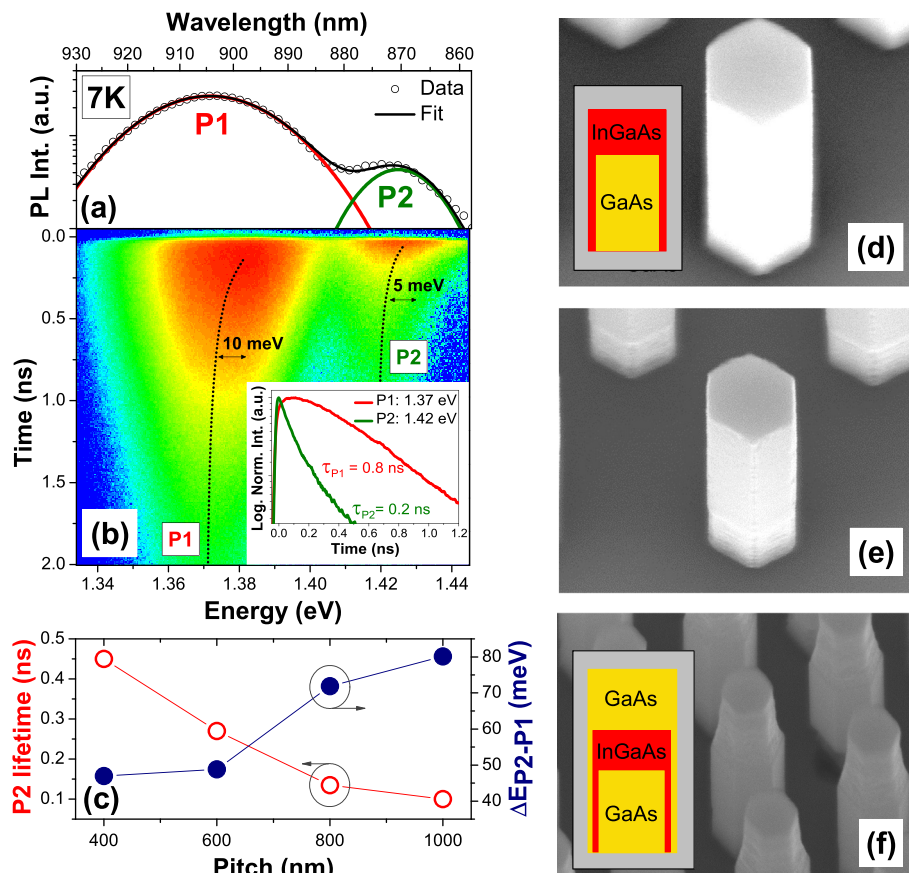 Wavelength (nm)
930 920 910 900 890 880 870 860
PL Int. (a.u.)
7K
Data
Fit
P1
P2
(a)
0.0
0.5
1.0
1.5
2.0
Time (ns)
5 meV
10 meV
P2
P1
(b)
Log. Norm. Int. (a.u.)
P1: 1.37 eV
P2: 1.42 eV
τP1 = 0.8 ns
τP2 = 0.2 ns
0.0 0.2 0.4 0.6 0.8 1.0 1.2
Time (ns)
1.34 1.36 1.38 1.40 1.42 1.44
Energy (eV)
P2 lifetime (ns)
0.5
0.4
0.3
0.2
0.1
(c)
80
70
60
50
40
ΔEP2-P1 (meV)
400 600 800 1000
Pitch (nm)
InGaAs
GaAs
(d)
(e)
GaAs
InGaAs
GaAs
(f)